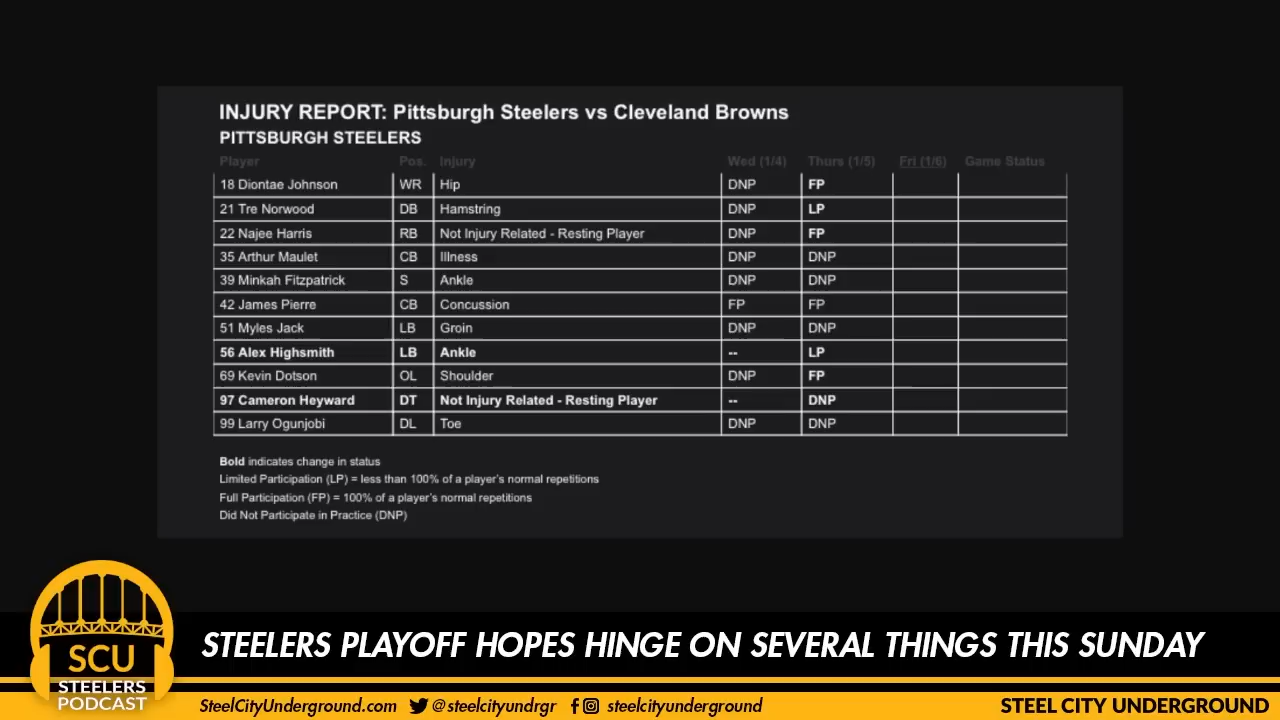 INJURY REPORT: Pittsburgh Steelers vs Cleveland Browns
PITTSBURGH STEELERS
Player Pos. Injury Wed (1/4) Thurs (1/5) Fri (1/6) Game Status
18 Diontae Johnson WR Hip DNP FP
21 Tre Norwood DB Hamstring DNP LP
22 Najee Harris RB Not Injury Related - Resting Player DNP FP
35 Arthur Maulet CB Illness DNP DNP
39 Minkah Fitzpatrick S Ankle DNP DNP
42 James Pierre CB Concussion FP FP
51 Myles Jack LB Groin DNP DNP
56 Alex Highsmith LB Ankle -- LP
69 Kevin Dotson OL Shoulder DNP FP
97 Cameron Heyward DT Not Injury Related - Resting Player -- DNP
99 Larry Ogunjobi DL Toe DNP DNP
Bold indicates change in status
Limited Participation (LP) = less than 100% of a player's normal repetitions
Full Participation (FP) = 100% of a player's normal repetitions
Did Not Participate in Practice (DNP)
SCU
STEELERS
PODCAST
STEELERS PLAYOFF HOPES HINGE ON SEVERAL THINGS THIS SUNDAY
SteelCityUnderground.com @steelcityundrgr steelcityunderground STEEL CITY UNDERGROUND